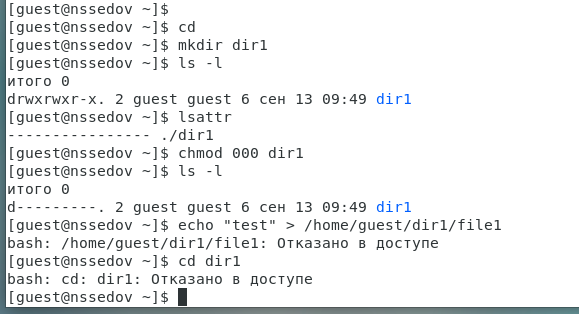 [guest@nssedov ~]$
[guest@nssedov ~]$ cd
[guest@nssedov ~]$ mkdir dir1
[guest@nssedov ~]$ ls -l
итого 0
drwxrwxr-x. 2 guest guest 6 сен 13 09:49 dir1
[guest@nssedov ~]$ lsattr
---------------- ./dir1
[guest@nssedov ~]$ chmod 000 dir1
[guest@nssedov ~]$ ls -l
итого 0
d---------. 2 guest guest 6 сен 13 09:49 dir1
[guest@nssedov ~]$ echo "test" > /home/guest/dir1/file1
bash: /home/guest/dir1/file1: Отказано в доступе
[guest@nssedov ~]$ cd dir1
bash: cd: dir1: Отказано в доступе
[guest@nssedov ~]$